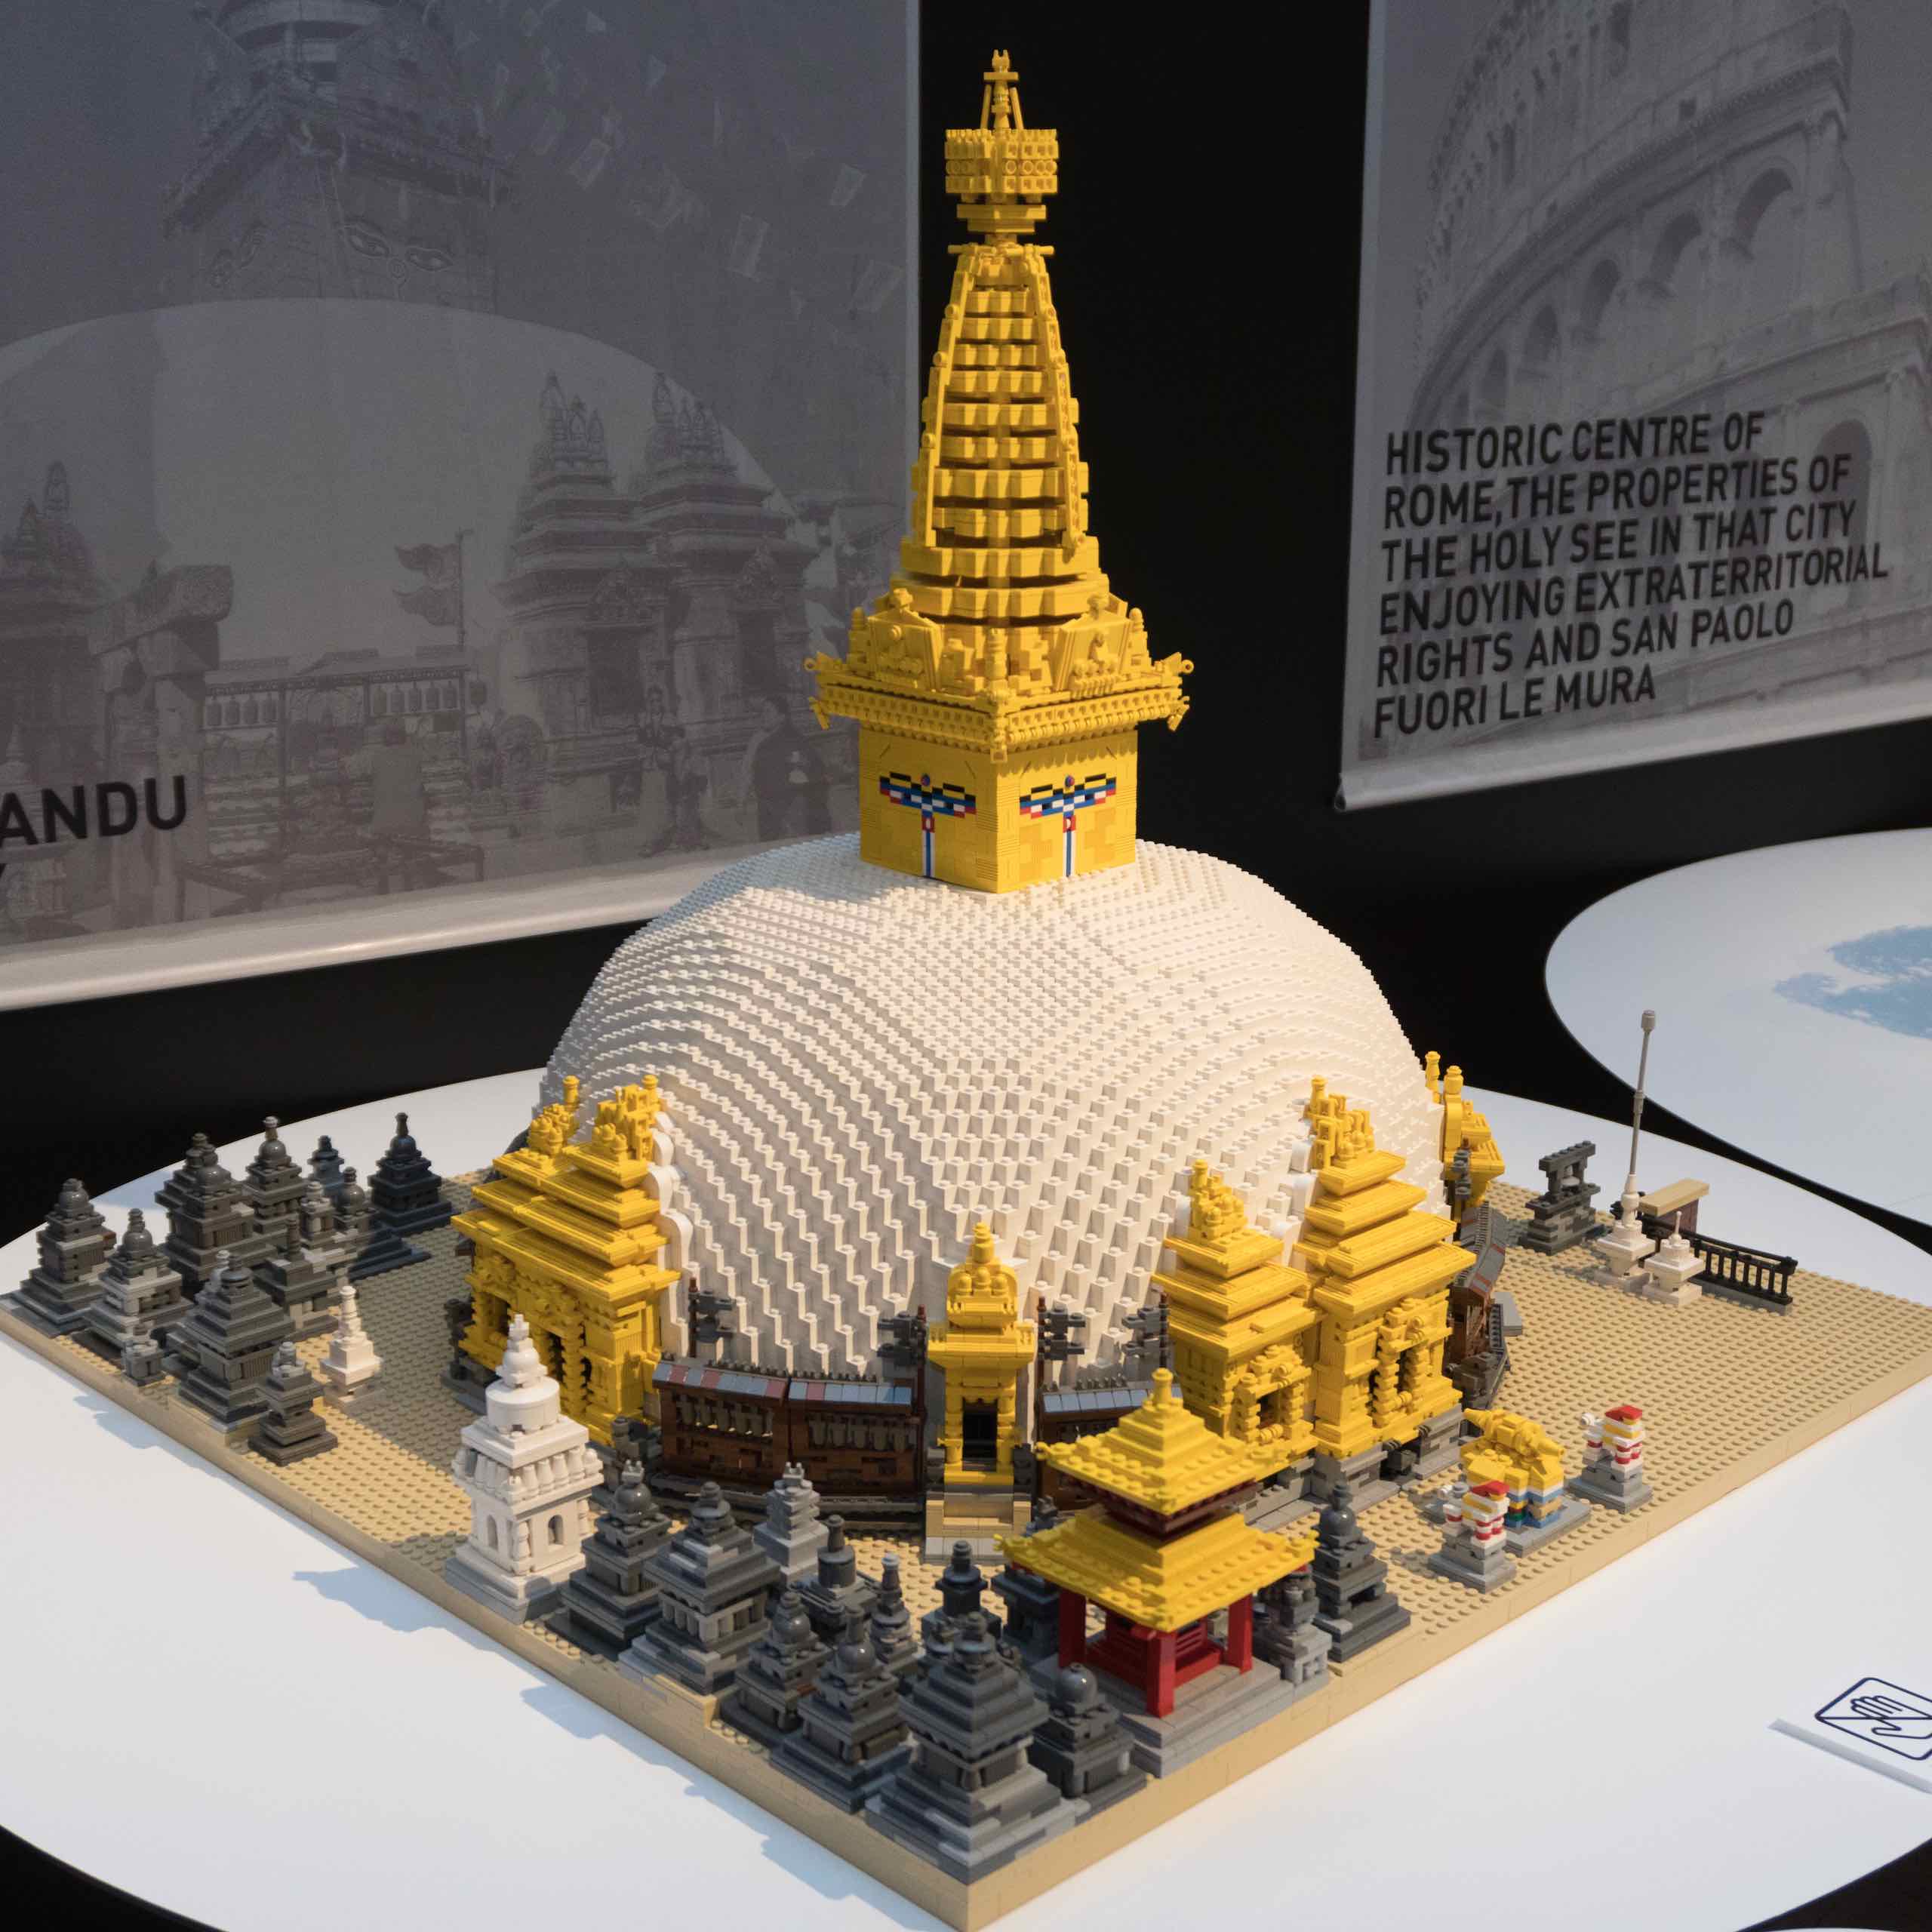 ANDU
HISTORIC CENTRE OF
ROME, THE PROPERTIES OF
THE HOLY SEE IN THAT CITY
ENJOYING EXTRATERRITORIAL
RIGHTS AND SAN PAOLO
FUORI LE MURA